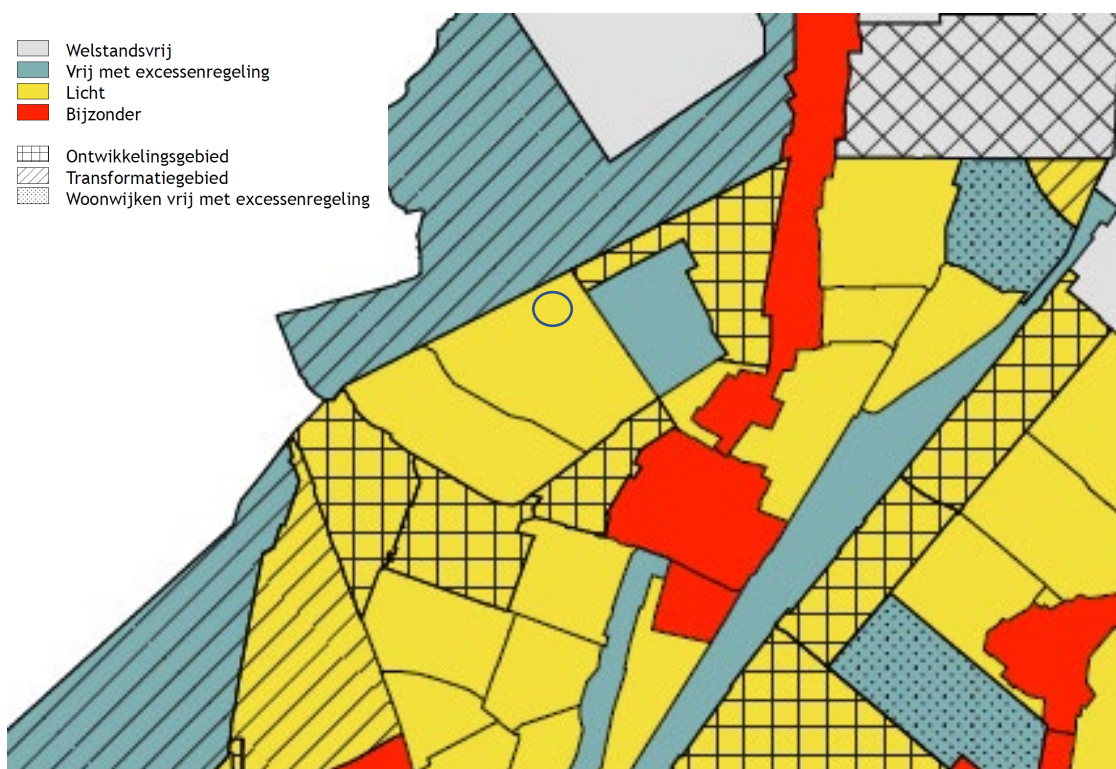 Welstandsvrij
Vrij met excessenregeling
Licht
Bijzonder
Ontwikkelingsgebied
Transformatiegebied
Woonwijken vrij met excessenregeling